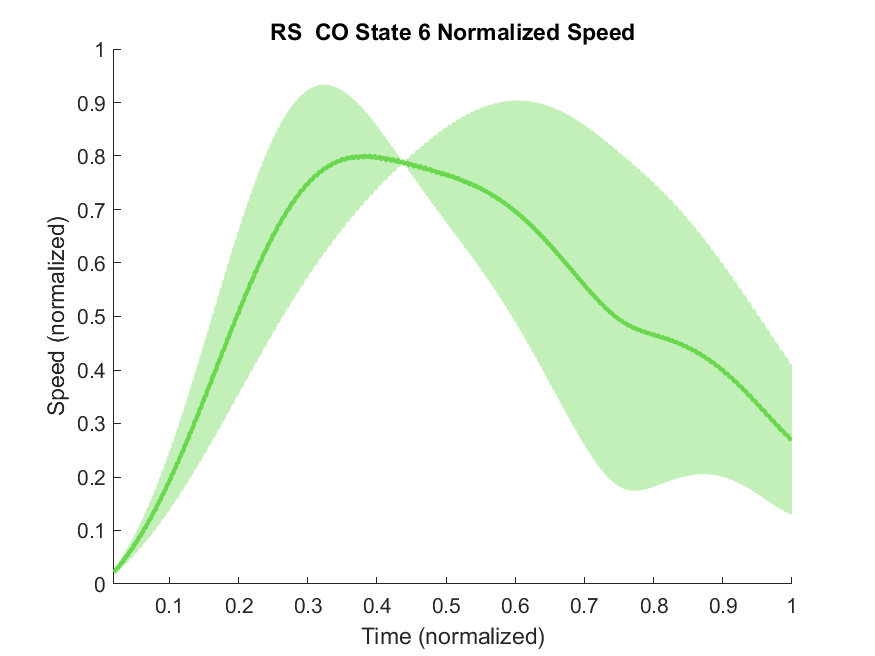 RS  CO State 6 Normalized Speed
1
0.9
0.8
0.7
0.6
0.5
0.4
0.3
0.2
0.1
0
Speed (normalized)
0.1 0.2 0.3 0.4 0.5 0.6 0.7 0.8 0.9 1
Time (normalized)